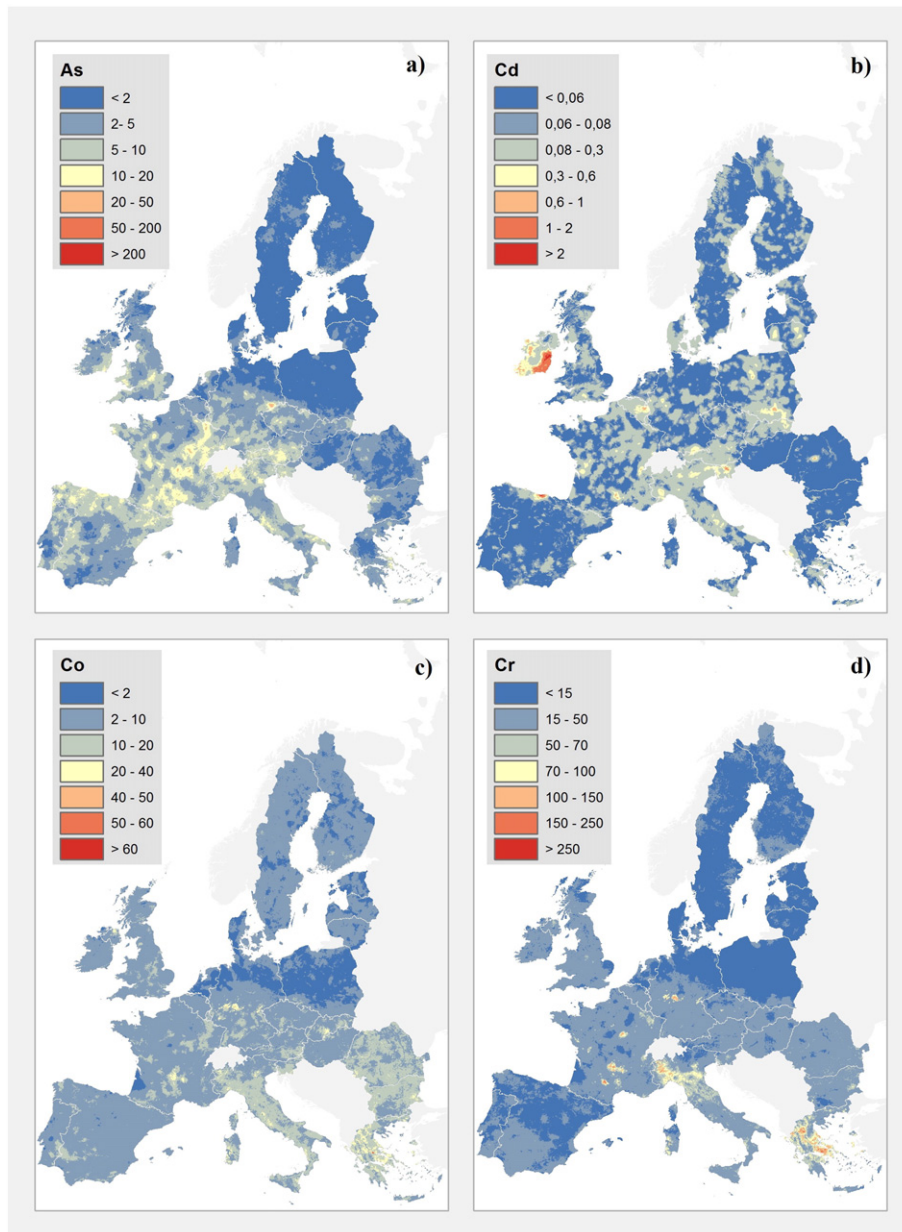 As
a)
< 2
2- 5
5 - 10
10 - 20
20 - 50
50 - 200
> 200
Cd
b)
< 0,06
0,06 - 0,08
0,08 - 0,3
0,3 - 0,6
0,6 - 1
1 - 2
> 2
Co
c)
< 2
2 - 10
10 - 20
20 - 40
40 - 50
50 - 60
> 60
Cr
d)
< 15
15 - 50
50 - 70
70 - 100
100 - 150
150 - 250
> 250